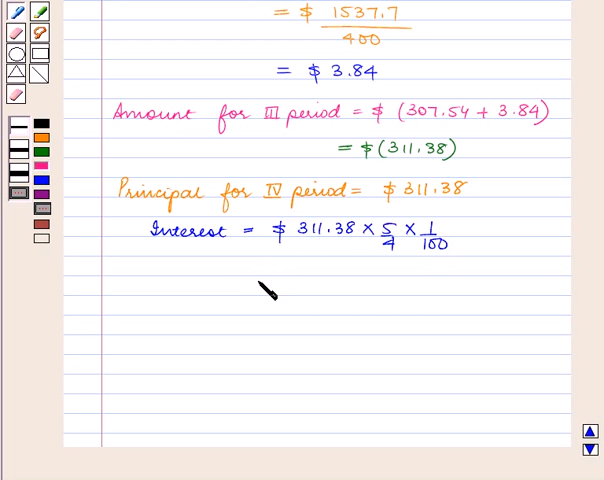 = $ 1537.7 / 400
= $ 3.84
Amount for III period = $ (307.54 + 3.84)
= $ (311.38)
Principal for IV period = $ 311.38
Interest = $ 311.38 × 5/4 × 1/100